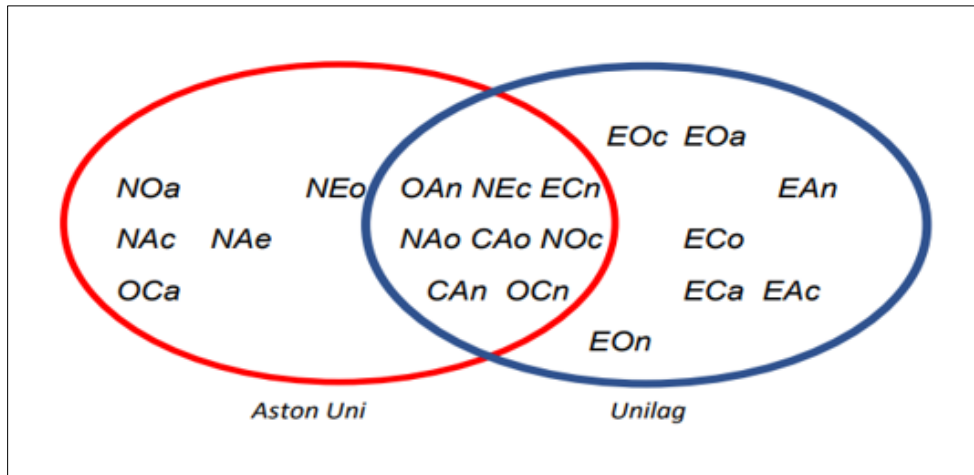 EOc EOa
NOa NEo OAn NEc ECn EAn
NAc NAe NAo CAo NOc ECo
OCa CAn OCn ECa EAc
EOn
Aston Uni Unilag